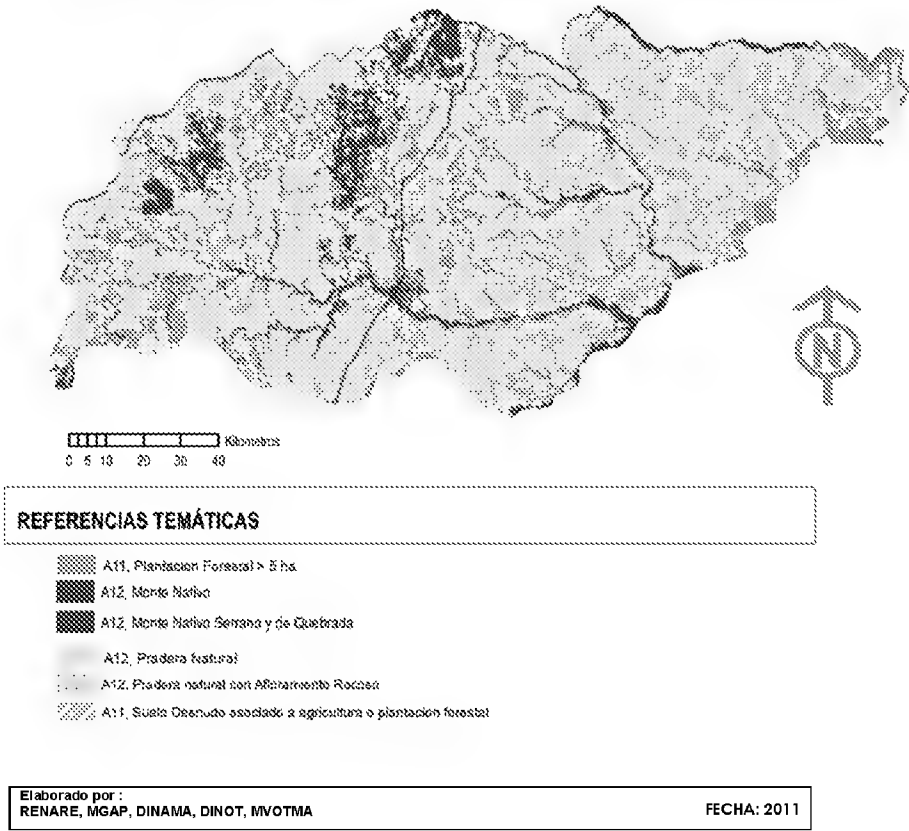 N
Kilometros
0 5 10 20 30 40
REFERENCIAS TEMÁTICAS
A11, Plantacion Forestal > 5 ha
A12, Monte Nativo
A12, Monte Nativo Serrano y de Quebrada
A12, Pradera Natural
A12, Pradera natural con Afloramiento Rocoso
A11, Suelo Desnudo asociado a agricultura o plantacion forestal
Elaborado por :
RENARE, MGAP, DINAMA, DINOT, MVOTMA
FECHA: 2011